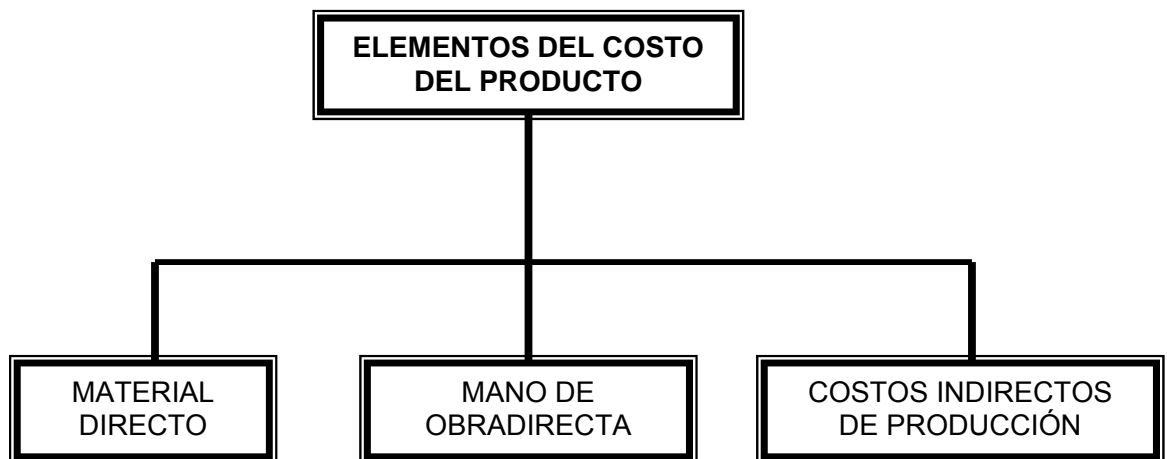 ELEMENTOS DEL COSTO
DEL PRODUCTO
MATERIAL
DIRECTO
MANO DE
OBRADIRECTA
COSTOS INDIRECTOS
DE PRODUCCIÓN